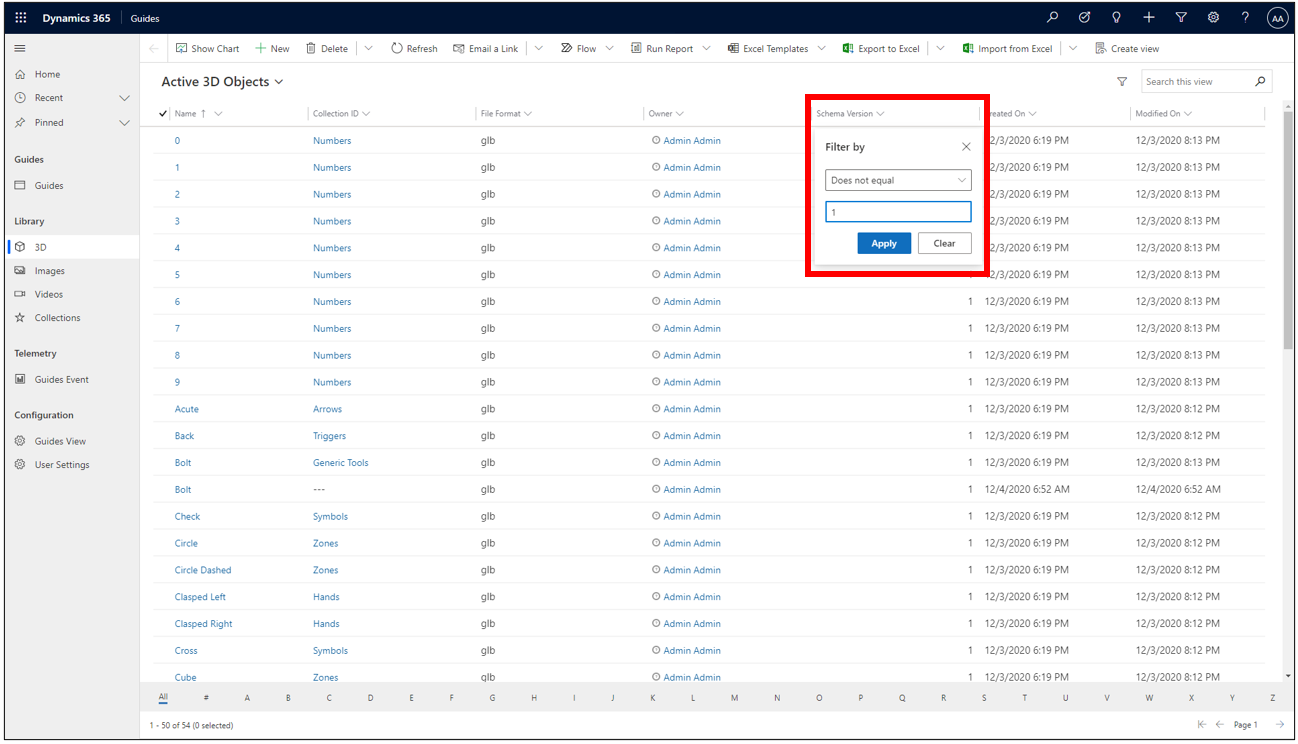 Dynamics 365 Guides AA
Show Chart New Delete Refresh Email a Link Flow Run Report Excel Templates Export to Excel Import from Excel Create view
Home
Recent
Pinned
Guides
Guides
Library
3D
Images
Videos
Collections
Telemetry
Guides Event
Configuration
Guides View
User Settings
Active 3D Objects Search this view
Name ↑ Collection ID File Format Owner Schema Version reated On Modified On
Filter by
Does not equal
1
Apply Clear
0 Numbers glb Admin Admin 12/3/2020 6:19 PM 12/3/2020 8:13 PM
1 Numbers glb Admin Admin 12/3/2020 6:19 PM 12/3/2020 8:13 PM
2 Numbers glb Admin Admin 12/3/2020 6:19 PM 12/3/2020 8:13 PM
3 Numbers glb Admin Admin 12/3/2020 6:19 PM 12/3/2020 8:13 PM
4 Numbers glb Admin Admin 12/3/2020 6:19 PM 12/3/2020 8:13 PM
5 Numbers glb Admin Admin 1 12/3/2020 6:19 PM 12/3/2020 8:13 PM
6 Numbers glb Admin Admin 1 12/3/2020 6:19 PM 12/3/2020 8:13 PM
7 Numbers glb Admin Admin 1 12/3/2020 6:19 PM 12/3/2020 8:13 PM
8 Numbers glb Admin Admin 1 12/3/2020 6:19 PM 12/3/2020 8:13 PM
9 Numbers glb Admin Admin 1 12/3/2020 6:19 PM 12/3/2020 8:13 PM
Acute Arrows glb Admin Admin 1 12/3/2020 6:19 PM 12/3/2020 8:12 PM
Back Triggers glb Admin Admin 1 12/3/2020 6:19 PM 12/3/2020 8:12 PM
Bolt Generic Tools glb Admin Admin 1 12/3/2020 6:19 PM 12/3/2020 8:13 PM
Bolt --- glb Admin Admin 1 12/4/2020 6:52 AM 12/4/2020 6:52 AM
Check Symbols glb Admin Admin 1 12/3/2020 6:19 PM 12/3/2020 8:12 PM
Circle Zones glb Admin Admin 1 12/3/2020 6:19 PM 12/3/2020 8:12 PM
Circle Dashed Zones glb Admin Admin 1 12/3/2020 6:19 PM 12/3/2020 8:12 PM
Clasped Left Hands glb Admin Admin 1 12/3/2020 6:19 PM 12/3/2020 8:12 PM
Clasped Right Hands glb Admin Admin 1 12/3/2020 6:19 PM 12/3/2020 8:12 PM
Cross Symbols glb Admin Admin 1 12/3/2020 6:19 PM 12/3/2020 8:12 PM
Cube Zones glb Admin Admin 1 12/3/2020 6:19 PM 12/3/2020 8:12 PM
All # A B C D E F G H I J K L M N O P Q R S T U V W X Y Z
1 - 50 of 54 (0 selected) Page 1